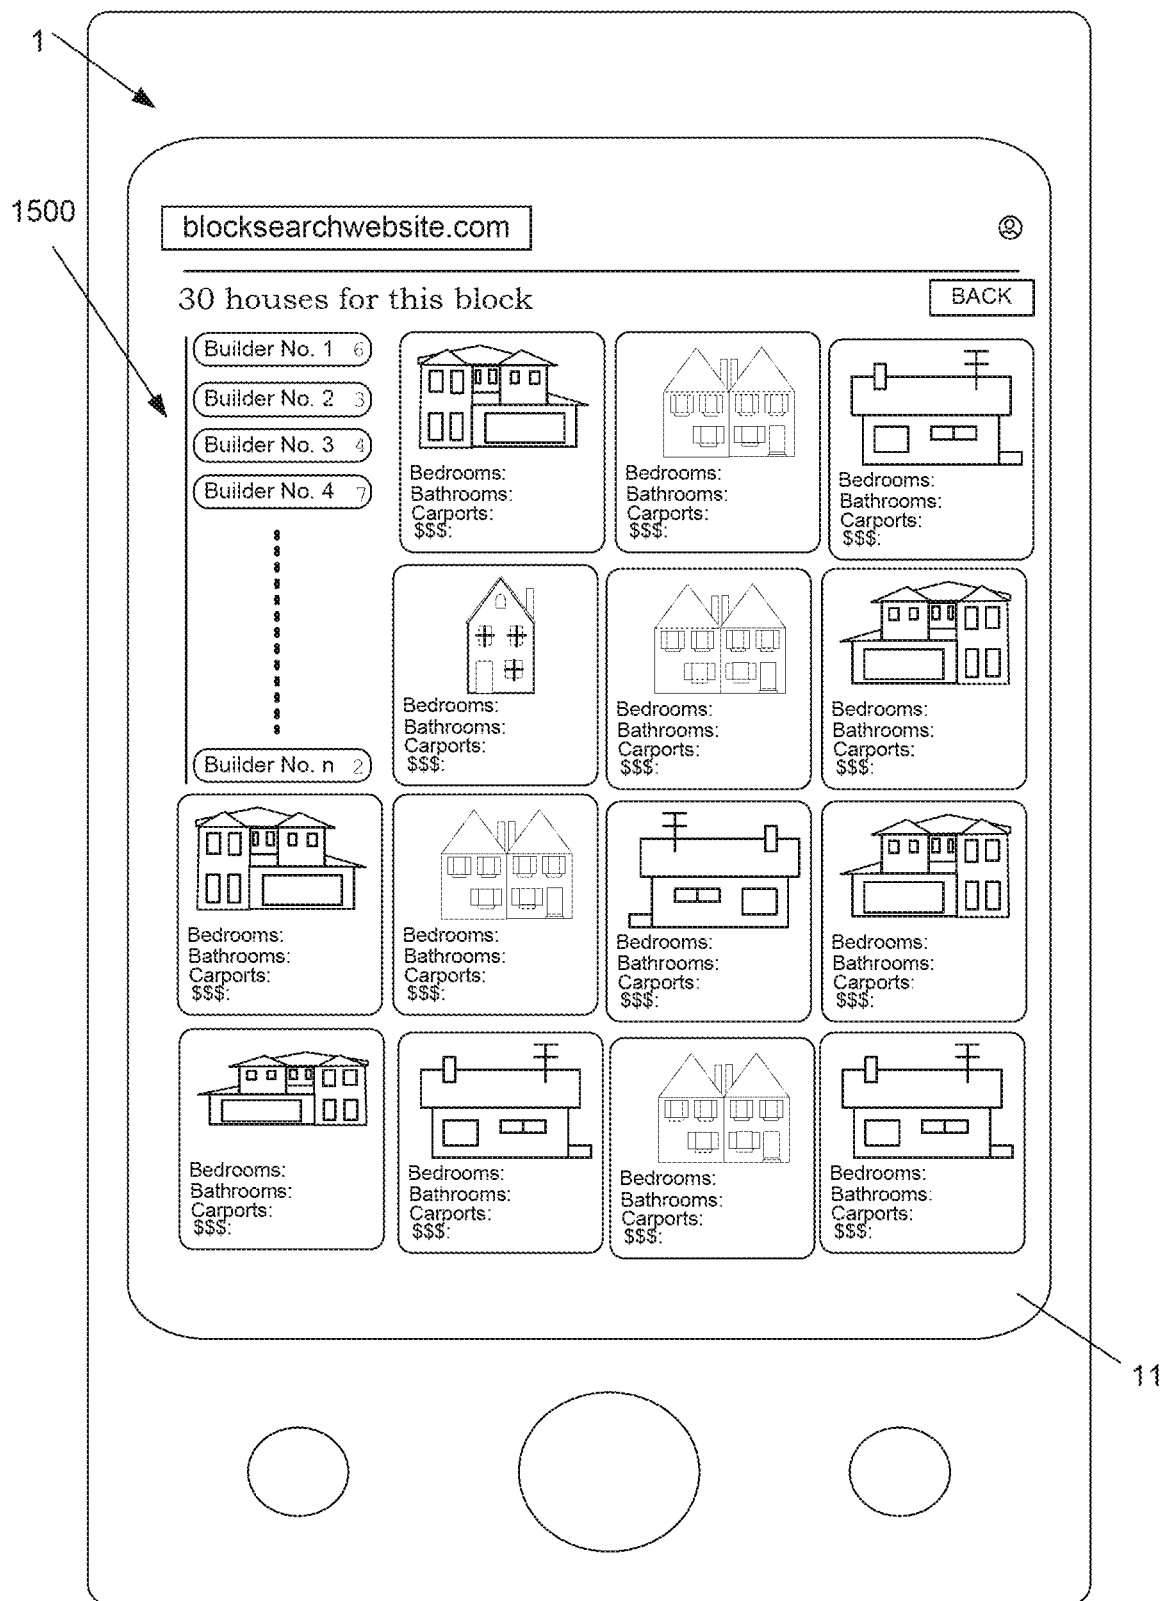 1
1500
blocksearchwebsite.com
30 houses for this block
BACK
Builder No. 1 6
Builder No. 2 3
Builder No. 3 4
Builder No. 4 7
Builder No. n 2
Bedrooms:
Bathrooms:
Carports:
$$$:
Bedrooms:
Bathrooms:
Carports:
$$$:
Bedrooms:
Bathrooms:
Carports:
$$$:
Bedrooms:
Bathrooms:
Carports:
$$$:
Bedrooms:
Bathrooms:
Carports:
$$$:
Bedrooms:
Bathrooms:
Carports:
$$$:
Bedrooms:
Bathrooms:
Carports:
$$$:
Bedrooms:
Bathrooms:
Carports:
$$$:
Bedrooms:
Bathrooms:
Carports:
$$$:
Bedrooms:
Bathrooms:
Carports:
$$$:
Bedrooms:
Bathrooms:
Carports:
$$$:
Bedrooms:
Bathrooms:
Carports:
$$$:
Bedrooms:
Bathrooms:
Carports:
$$$:
Bedrooms:
Bathrooms:
Carports:
$$$:
11